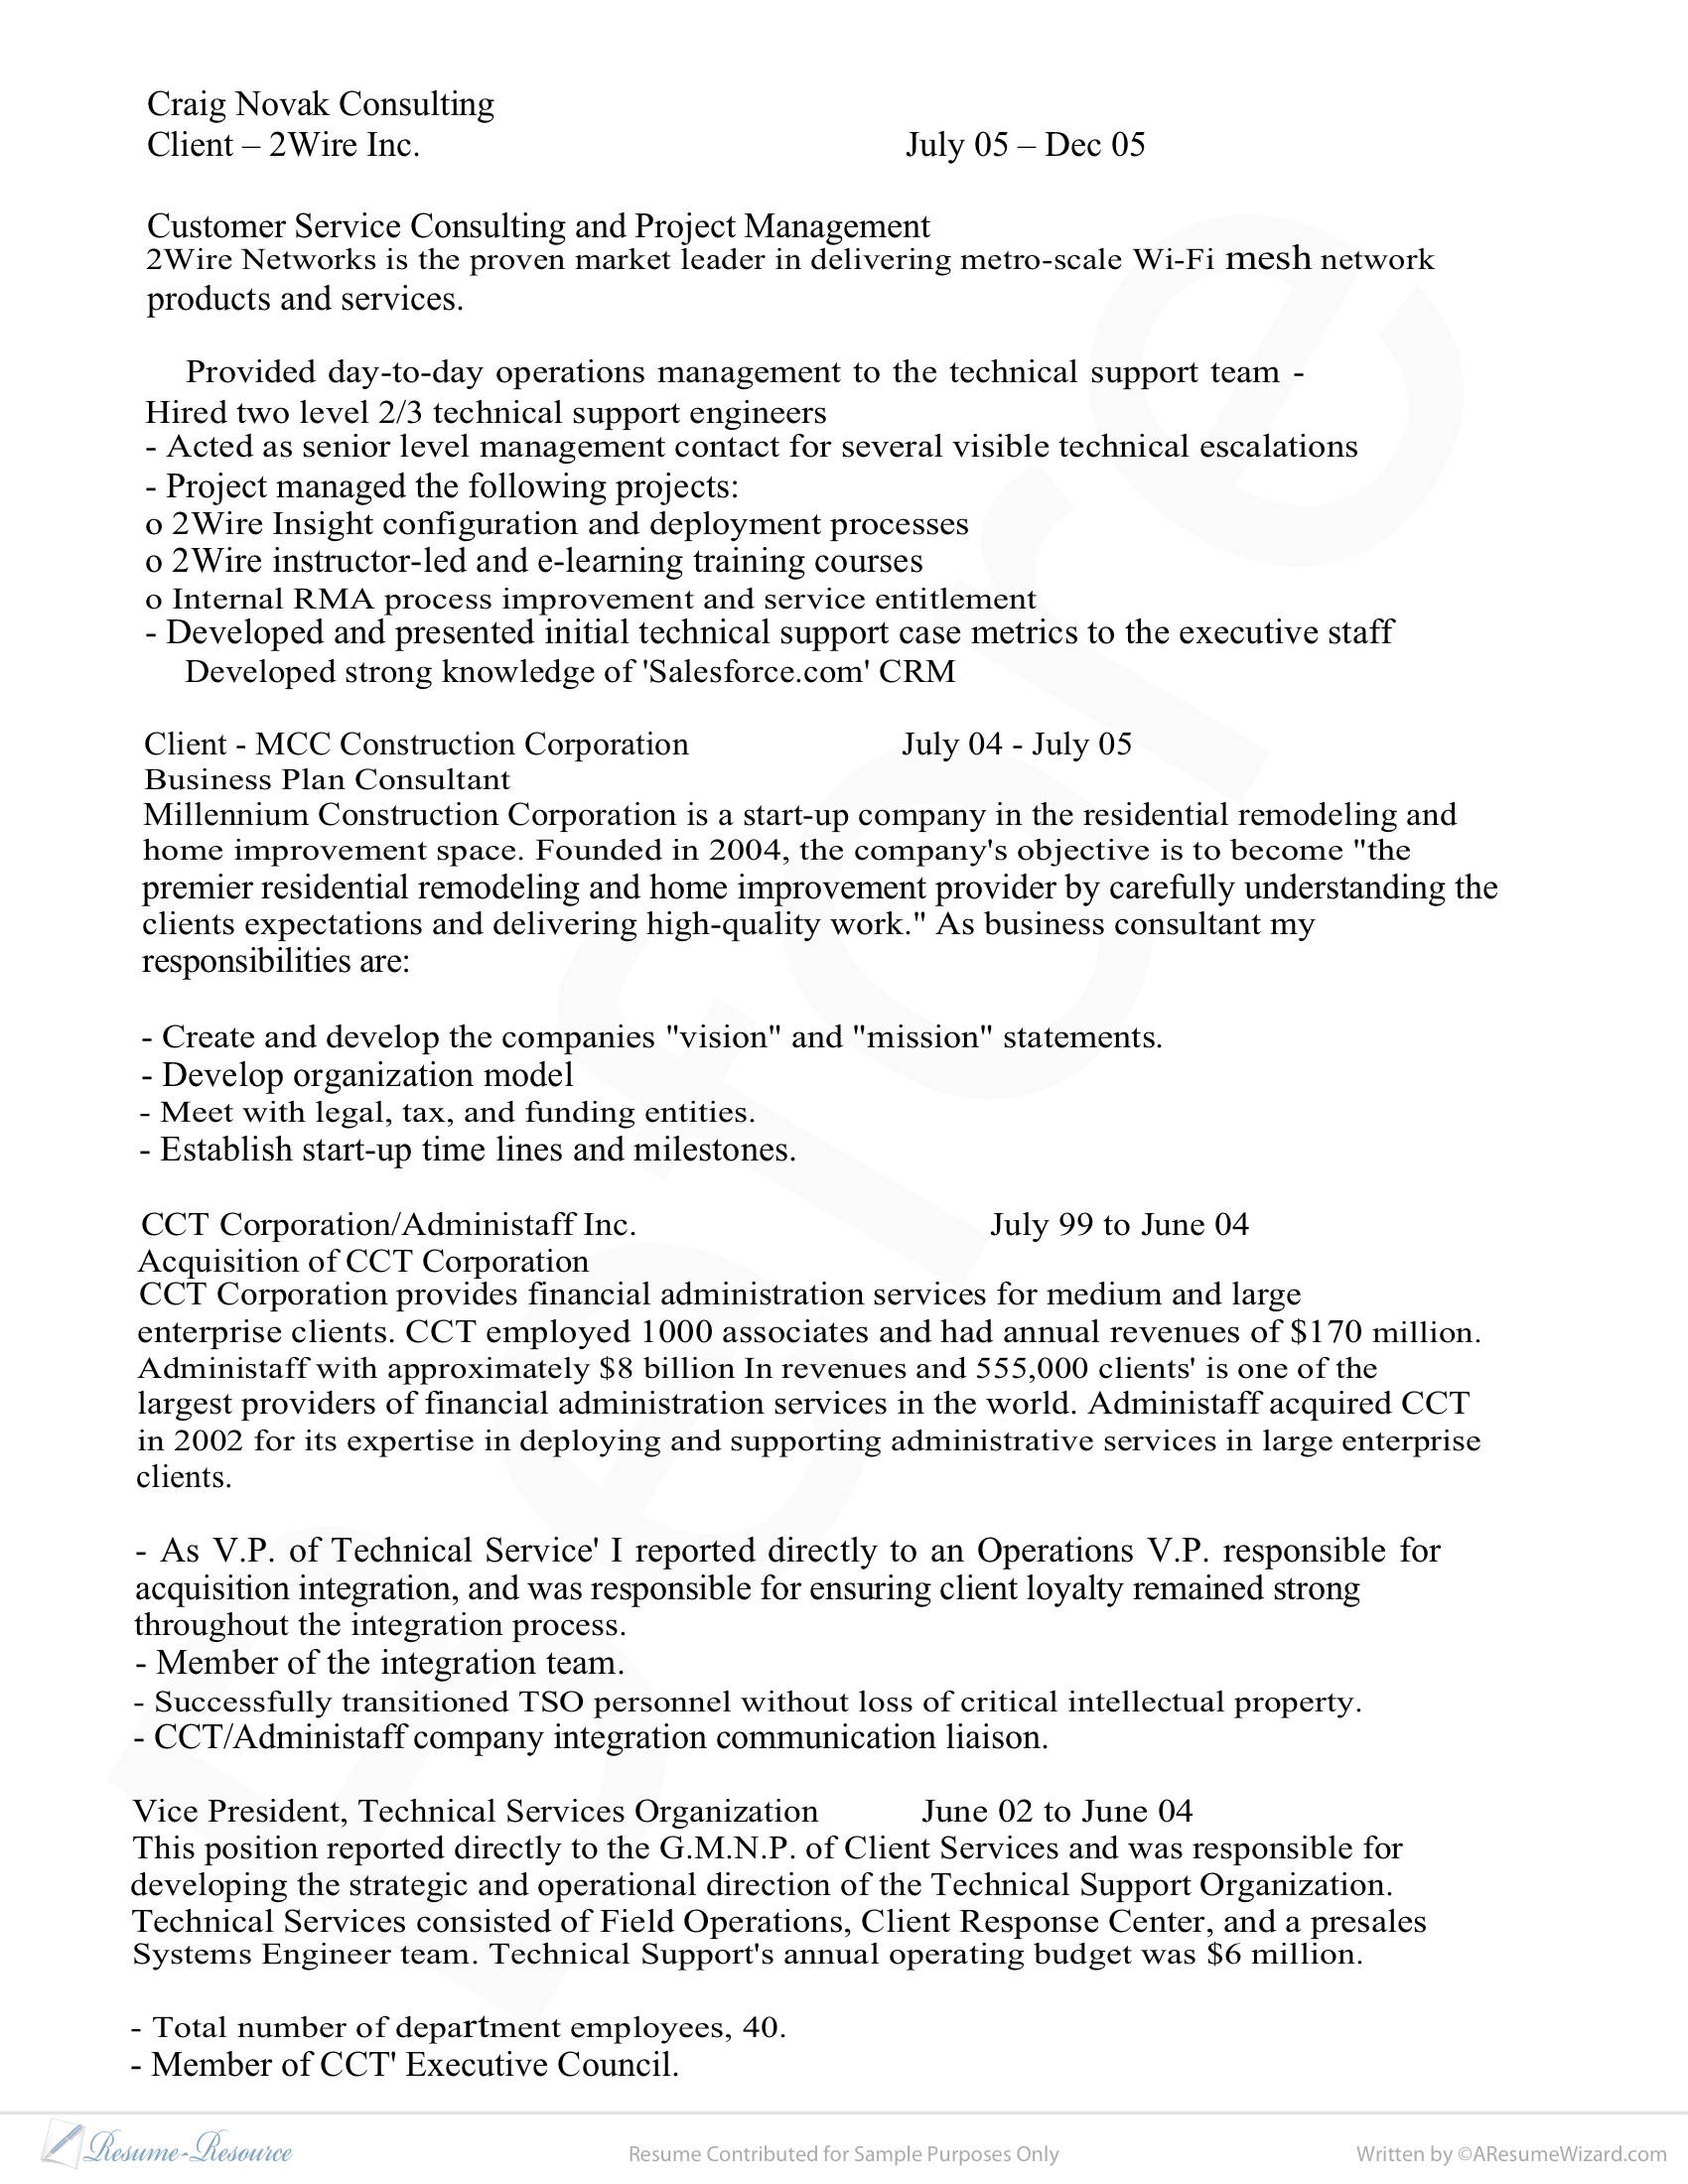 Craig Novak Consulting
Client – 2Wire Inc. July 05 – Dec 05
Customer Service Consulting and Project Management
2Wire Networks is the proven market leader in delivering metro-scale Wi-Fi mesh network
products and services.
Provided day-to-day operations management to the technical support team -
Hired two level 2/3 technical support engineers
- Acted as senior level management contact for several visible technical escalations
- Project managed the following projects:
o 2Wire Insight configuration and deployment processes
o 2Wire instructor-led and e-learning training courses
o Internal RMA process improvement and service entitlement
- Developed and presented initial technical support case metrics to the executive staff
Developed strong knowledge of 'Salesforce.com' CRM
Client - MCC Construction Corporation July 04 - July 05
Business Plan Consultant
Millennium Construction Corporation is a start-up company in the residential remodeling and
home improvement space. Founded in 2004, the company's objective is to become "the
premier residential remodeling and home improvement provider by carefully understanding the
clients expectations and delivering high-quality work." As business consultant my
responsibilities are:
- Create and develop the companies "vision" and "mission" statements.
- Develop organization model
- Meet with legal, tax, and funding entities.
- Establish start-up time lines and milestones.
CCT Corporation/Administaff Inc. July 99 to June 04
Acquisition of CCT Corporation
CCT Corporation provides financial administration services for medium and large
enterprise clients. CCT employed 1000 associates and had annual revenues of $170 million.
Administaff with approximately $8 billion In revenues and 555,000 clients' is one of the
largest providers of financial administration services in the world. Administaff acquired CCT
in 2002 for its expertise in deploying and supporting administrative services in large enterprise
clients.
- As V.P. of Technical Service' I reported directly to an Operations V.P. responsible for
acquisition integration, and was responsible for ensuring client loyalty remained strong
throughout the integration process.
- Member of the integration team.
- Successfully transitioned TSO personnel without loss of critical intellectual property.
- CCT/Administaff company integration communication liaison.
Vice President, Technical Services Organization June 02 to June 04
This position reported directly to the G.M.N.P. of Client Services and was responsible for
developing the strategic and operational direction of the Technical Support Organization.
Technical Services consisted of Field Operations, Client Response Center, and a presales
Systems Engineer team. Technical Support's annual operating budget was $6 million.
- Total number of department employees, 40.
- Member of CCT' Executive Council.
Before
Resume-Resource Resume Contributed for Sample Purposes Only Written by ©AResumeWizard.com